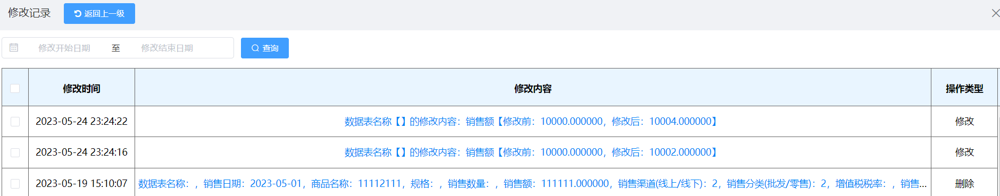 修改记录 返回上一级
修改开始日期 至 修改结束日期 查询
修改时间 修改内容 操作类型
2023-05-24 23:24:22 数据表名称【】的修改内容：销售额【修改前：10000.000000，修改后：10004.000000】 修改
2023-05-24 23:24:16 数据表名称【】的修改内容：销售额【修改前：10000.000000，修改后：10002.000000】 修改
2023-05-19 15:10:07 数据表名称：，销售日期：2023-05-01，商品名称：11112111，规格：，销售数量：，销售额：111111.000000，销售渠道(线上/线下)：2，销售分类(批发/零售)：2，增值税税率：，销售... 删除